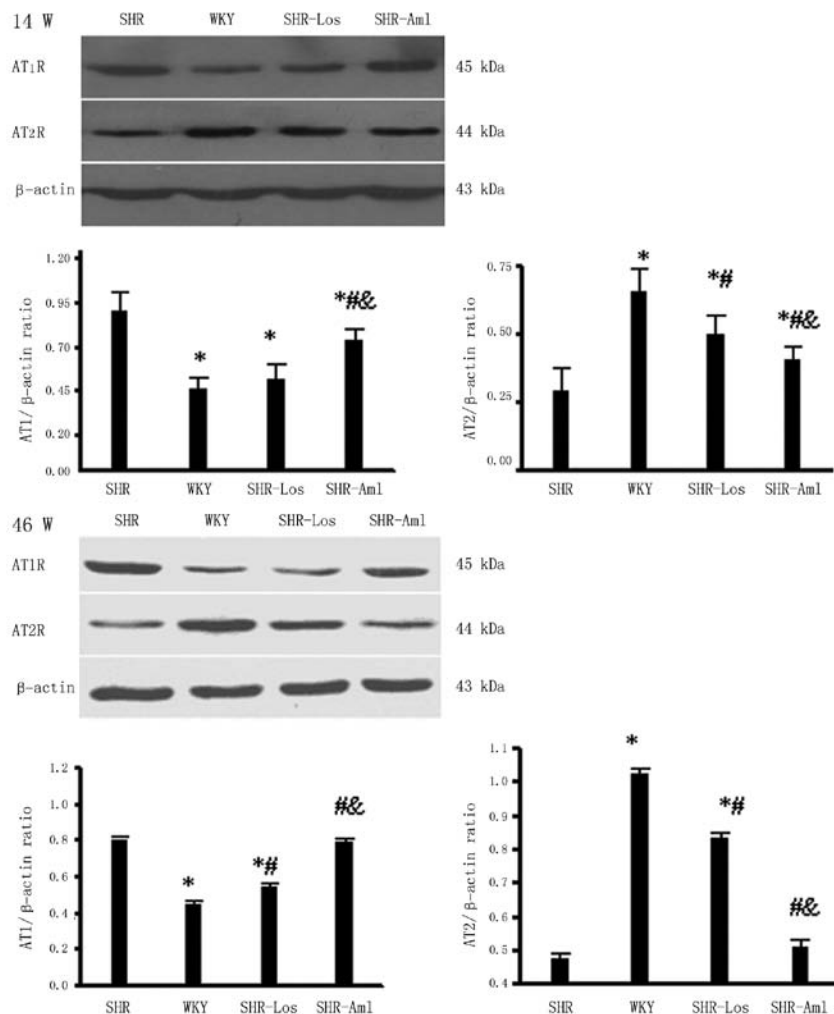 14 W SHR WKY SHR-Los SHR-Aml
AT1R 45 kDa
AT2R 44 kDa
β-actin 43 kDa
AT1/β-actin ratio
1.20
0.95
0.70
0.45
0.20
0.00
* * *#&
SHR WKY SHR-Los SHR-Aml
AT2/β-actin ratio
0.75
0.50
0.25
0.00
* *# *#&
SHR WKY SHR-Los SHR-Aml
46 W SHR WKY SHR-Los SHR-Aml
AT1R 45 kDa
AT2R 44 kDa
β-actin 43 kDa
AT1/β-actin ratio
1.2
1.0
0.8
0.6
0.4
0.2
0.0
* *# #&
SHR WKY SHR-Los SHR-Aml
AT2/β-actin ratio
1.1
1.0
0.9
0.8
0.7
0.6
0.5
0.4
* *# #&
SHR WKY SHR-Los SHR-Aml